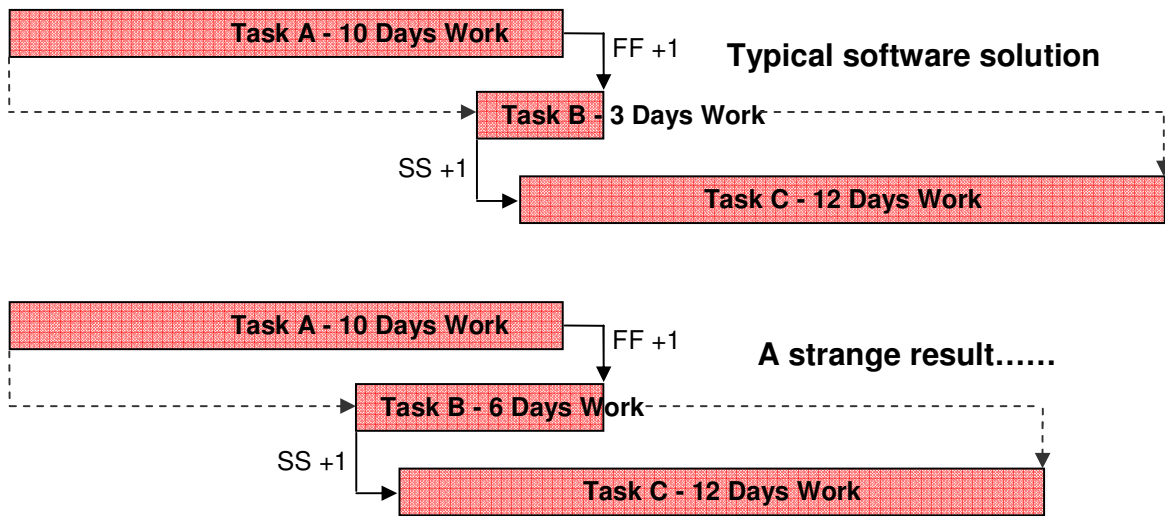 Task A - 10 Days Work
FF +1
Typical software solution
Task B - 3 Days Work
SS +1
Task C - 12 Days Work
Task A - 10 Days Work
FF +1
A strange result......
Task B - 6 Days Work
SS +1
Task C - 12 Days Work